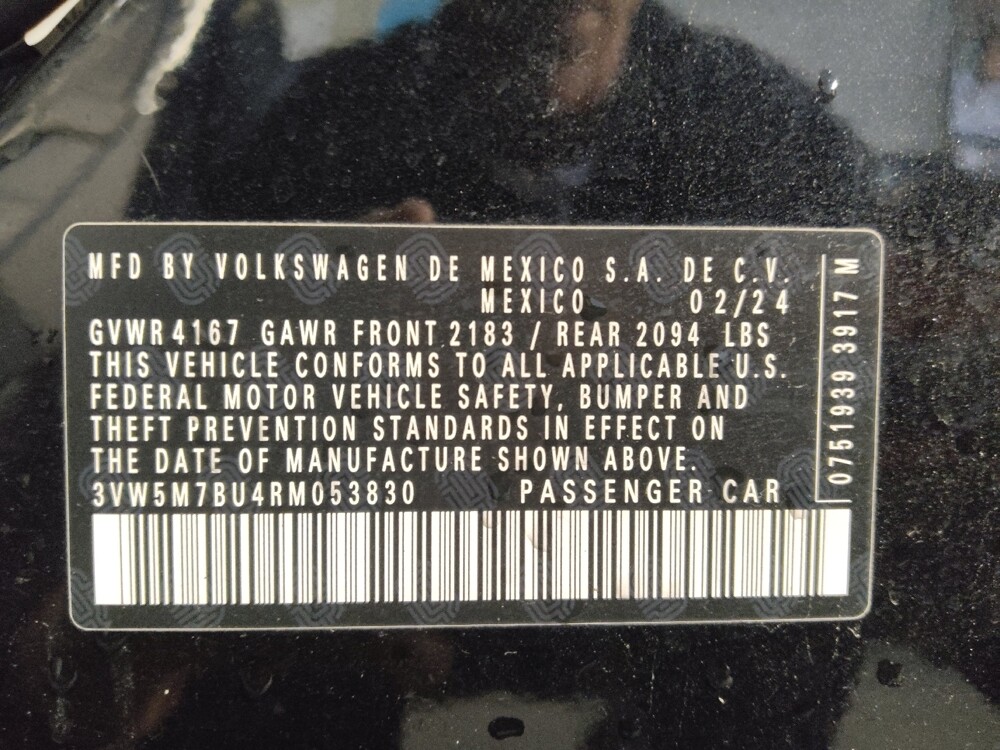 MFD BY VOLKSWAGEN DE MEXICO S.A. DE C.V.
MEXICO 02/24
GVWR 4167 GAWR FRONT 2183 / REAR 2094 LBS
THIS VEHICLE CONFORMS TO ALL APPLICABLE U.S.
FEDERAL MOTOR VEHICLE SAFETY, BUMPER AND
THEFT PREVENTION STANDARDS IN EFFECT ON
THE DATE OF MANUFACTURE SHOWN ABOVE.
3VW5M7BU4RM053830 PASSENGER CAR
0751939 3917 M